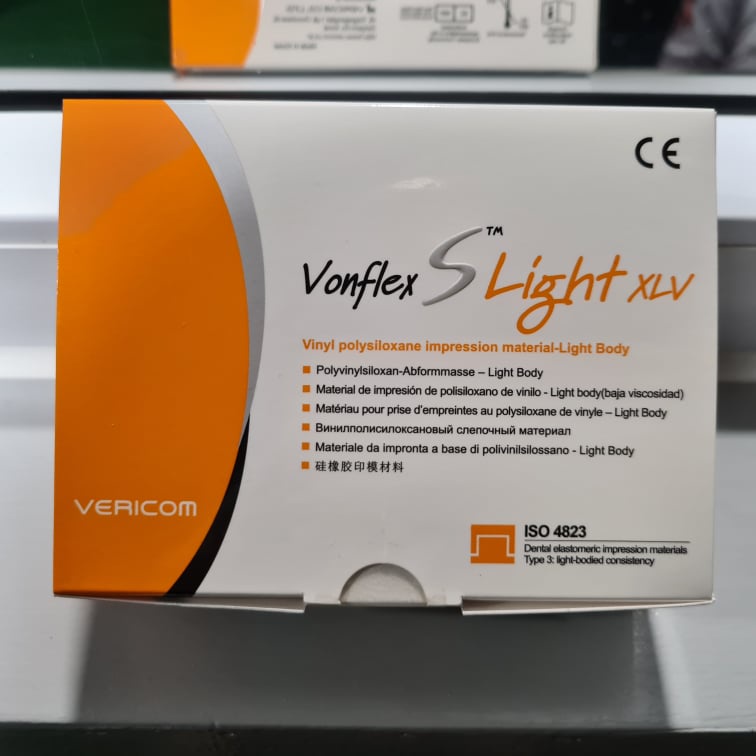 CE
Vonflex S™ Light XLV
Vinyl polysiloxane impression material-Light Body
■ Polyvinylsiloxan-Abformmasse – Light Body
■ Material de impresión de polisiloxano de vinilo - Light body(baja viscosidad)
■ Matériau pour prise d'empreintes au polysiloxane de vinyle – Light Body
■ Винилполисилоксановый слепочный материал
■ Materiale da impronta a base di polivinilsilossano - Light Body
■ 硅橡胶印模材料
VERICOM
ISO 4823
Dental elastomeric impression materials
Type 3: light-bodied consistency